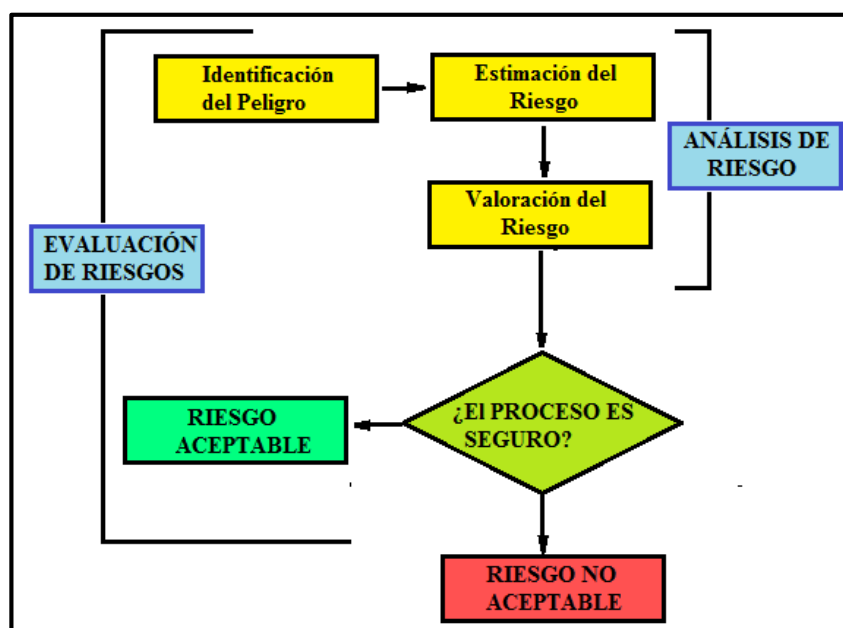 Identificación
del Peligro
Estimación del
Riesgo
ANÁLISIS DE
RIESGO
Valoración del
Riesgo
EVALUACIÓN
DE RIESGOS
¿El PROCESO ES
SEGURO?
RIESGO
ACEPTABLE
RIESGO NO
ACEPTABLE